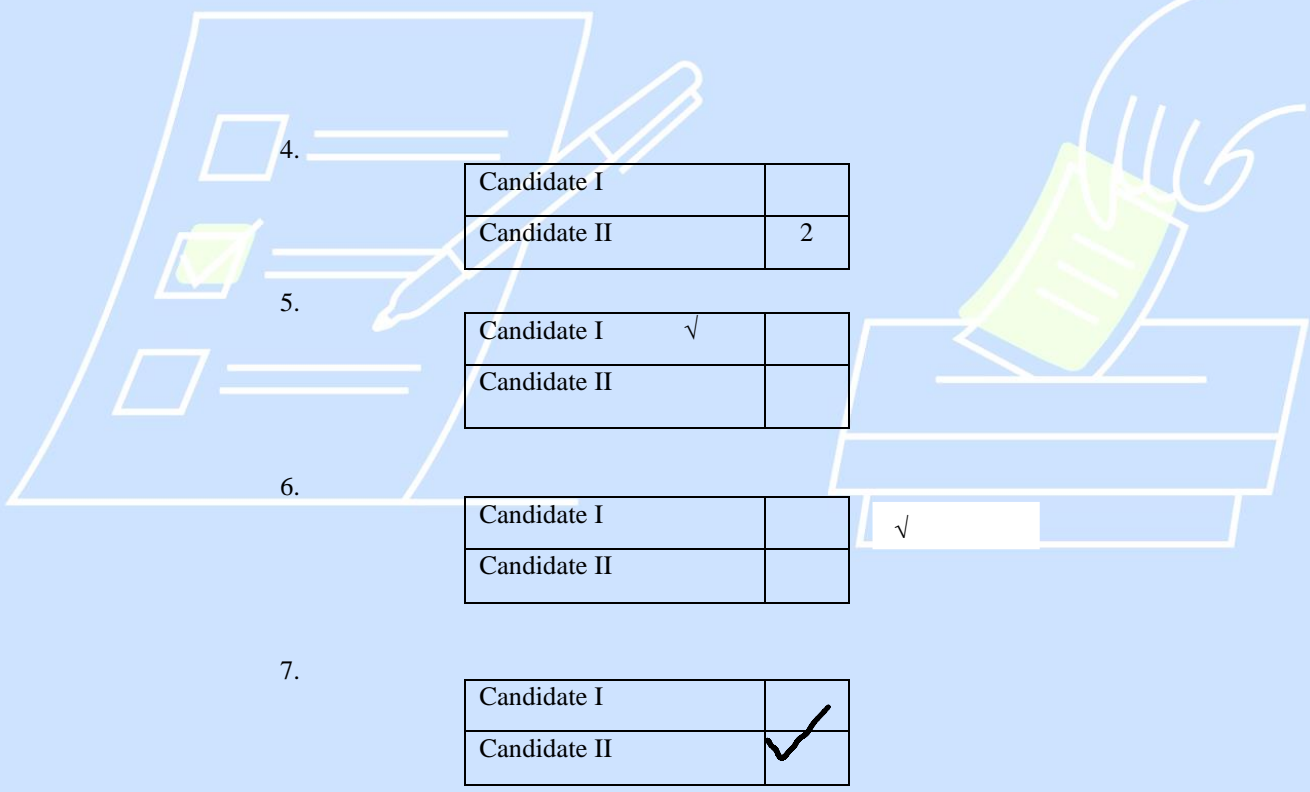 4.
Candidate I
Candidate II 2
5.
Candidate I √
Candidate II
6.
Candidate I √
Candidate II
7.
Candidate I
Candidate II ✓